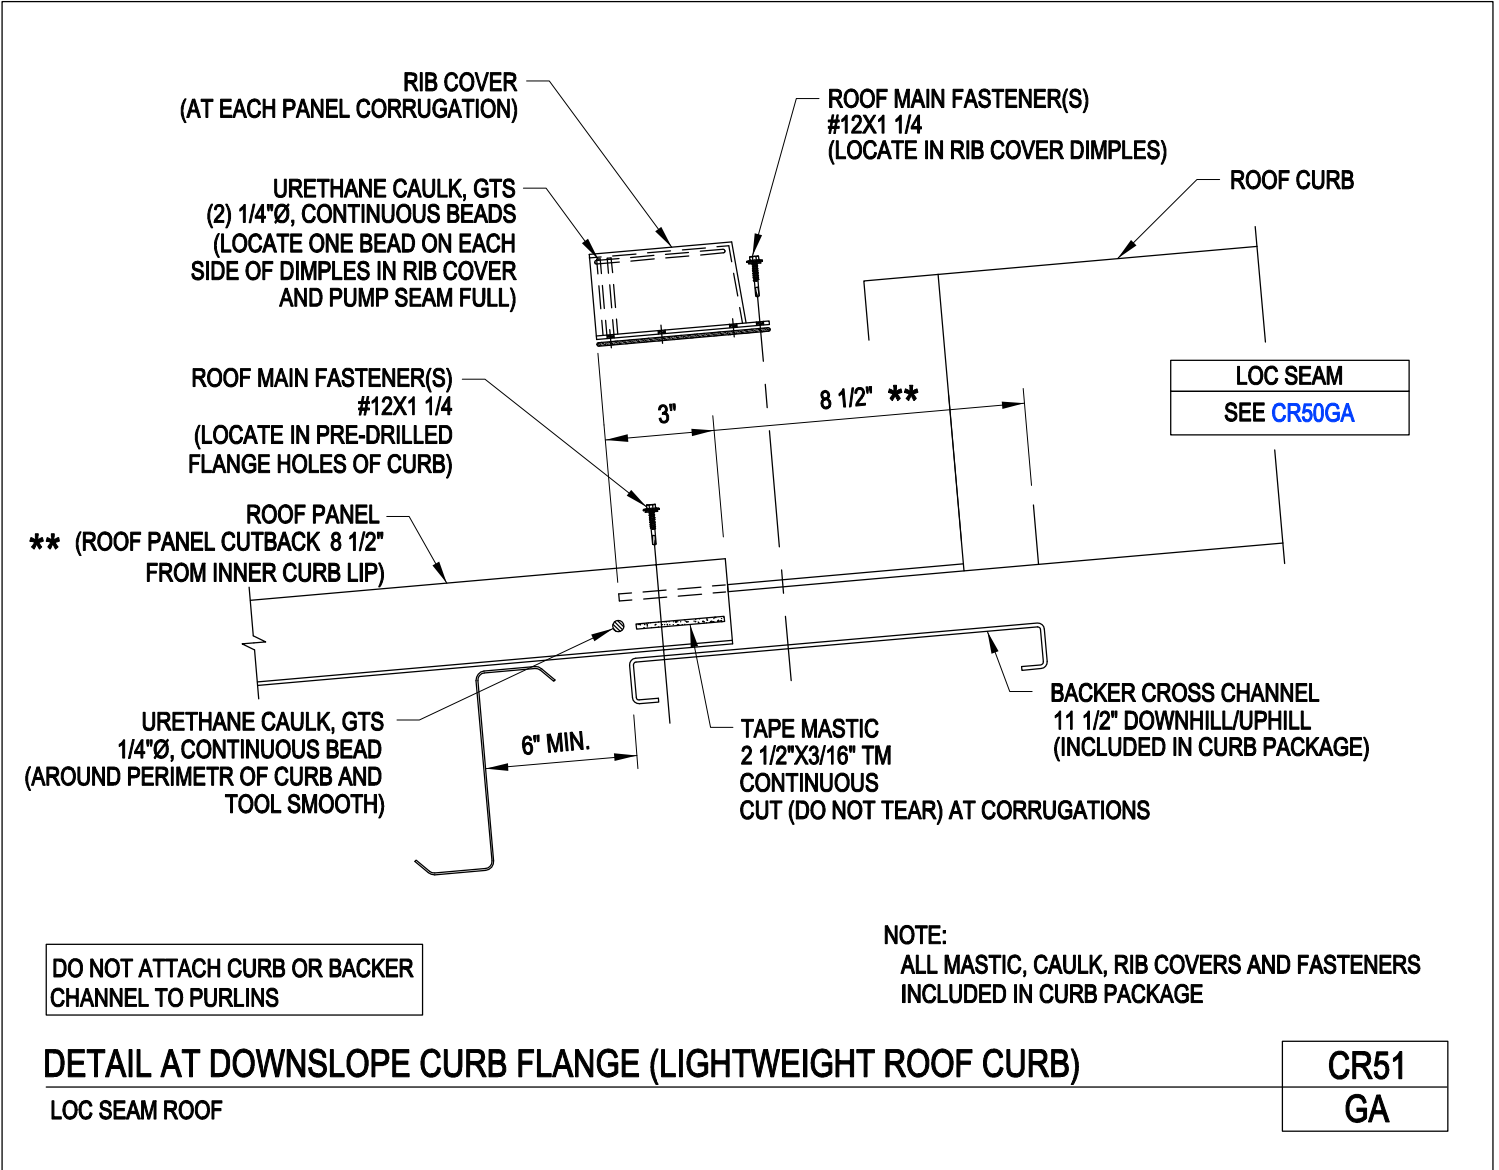 RIB COVER
(AT EACH PANEL CORRUGATION)
ROOF MAIN FASTENER(S)
#12X1 1/4
(LOCATE IN RIB COVER DIMPLES)
ROOF CURB
URETHANE CAULK, GTS
(2) 1/4"Ø, CONTINUOUS BEADS
(LOCATE ONE BEAD ON EACH
SIDE OF DIMPLES IN RIB COVER
AND PUMP SEAM FULL)
LOC SEAM
SEE CR50GA
ROOF MAIN FASTENER(S)
#12X1 1/4
(LOCATE IN PRE-DRILLED
FLANGE HOLES OF CURB)
3"
8 1/2" **
ROOF PANEL
** (ROOF PANEL CUTBACK 8 1/2"
FROM INNER CURB LIP)
URETHANE CAULK, GTS
1/4"Ø, CONTINUOUS BEAD
(AROUND PERIMETR OF CURB AND
TOOL SMOOTH)
6" MIN.
TAPE MASTIC
2 1/2"X3/16" TM
CONTINUOUS
CUT (DO NOT TEAR) AT CORRUGATIONS
BACKER CROSS CHANNEL
11 1/2" DOWNHILL/UPHILL
(INCLUDED IN CURB PACKAGE)
DO NOT ATTACH CURB OR BACKER
CHANNEL TO PURLINS
NOTE:
ALL MASTIC, CAULK, RIB COVERS AND FASTENERS
INCLUDED IN CURB PACKAGE
DETAIL AT DOWNSLOPE CURB FLANGE (LIGHTWEIGHT ROOF CURB)
LOC SEAM ROOF
CR51
GA